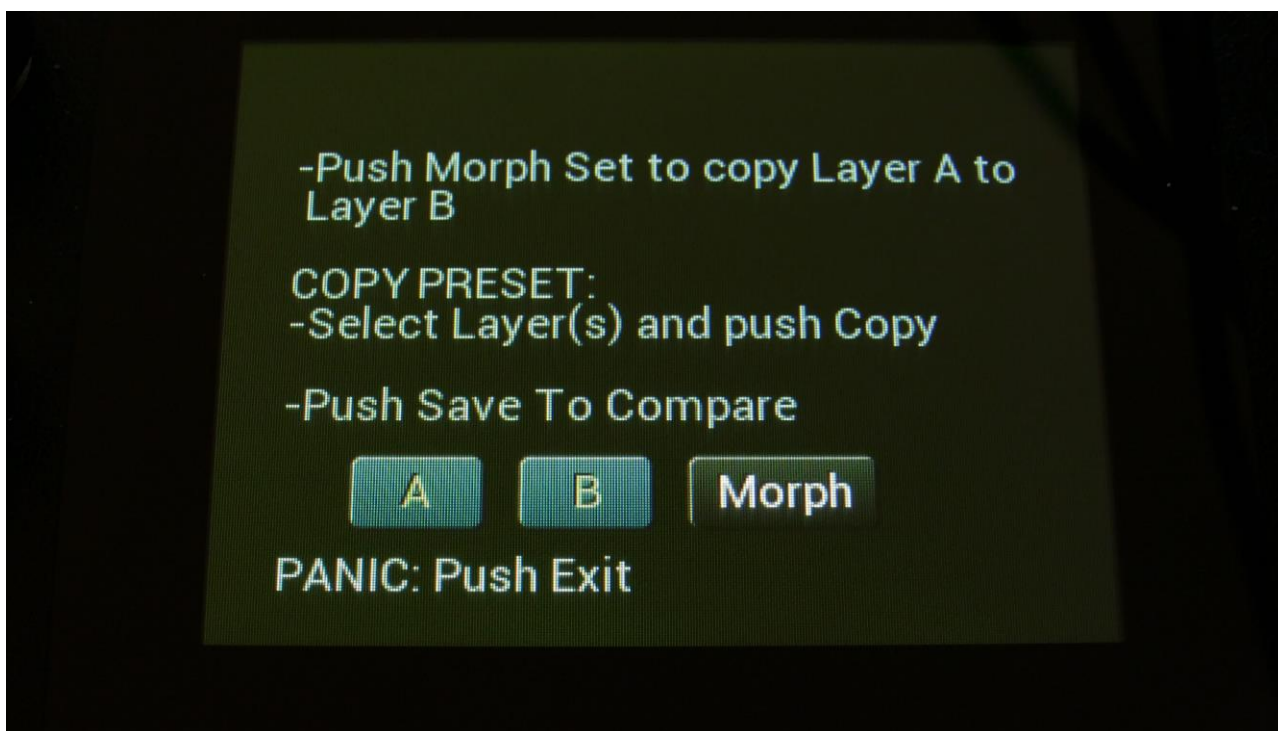 -Push Morph Set to copy Layer A to
Layer B
COPY PRESET:
-Select Layer(s) and push Copy
-Push Save To Compare
A B Morph
PANIC: Push Exit